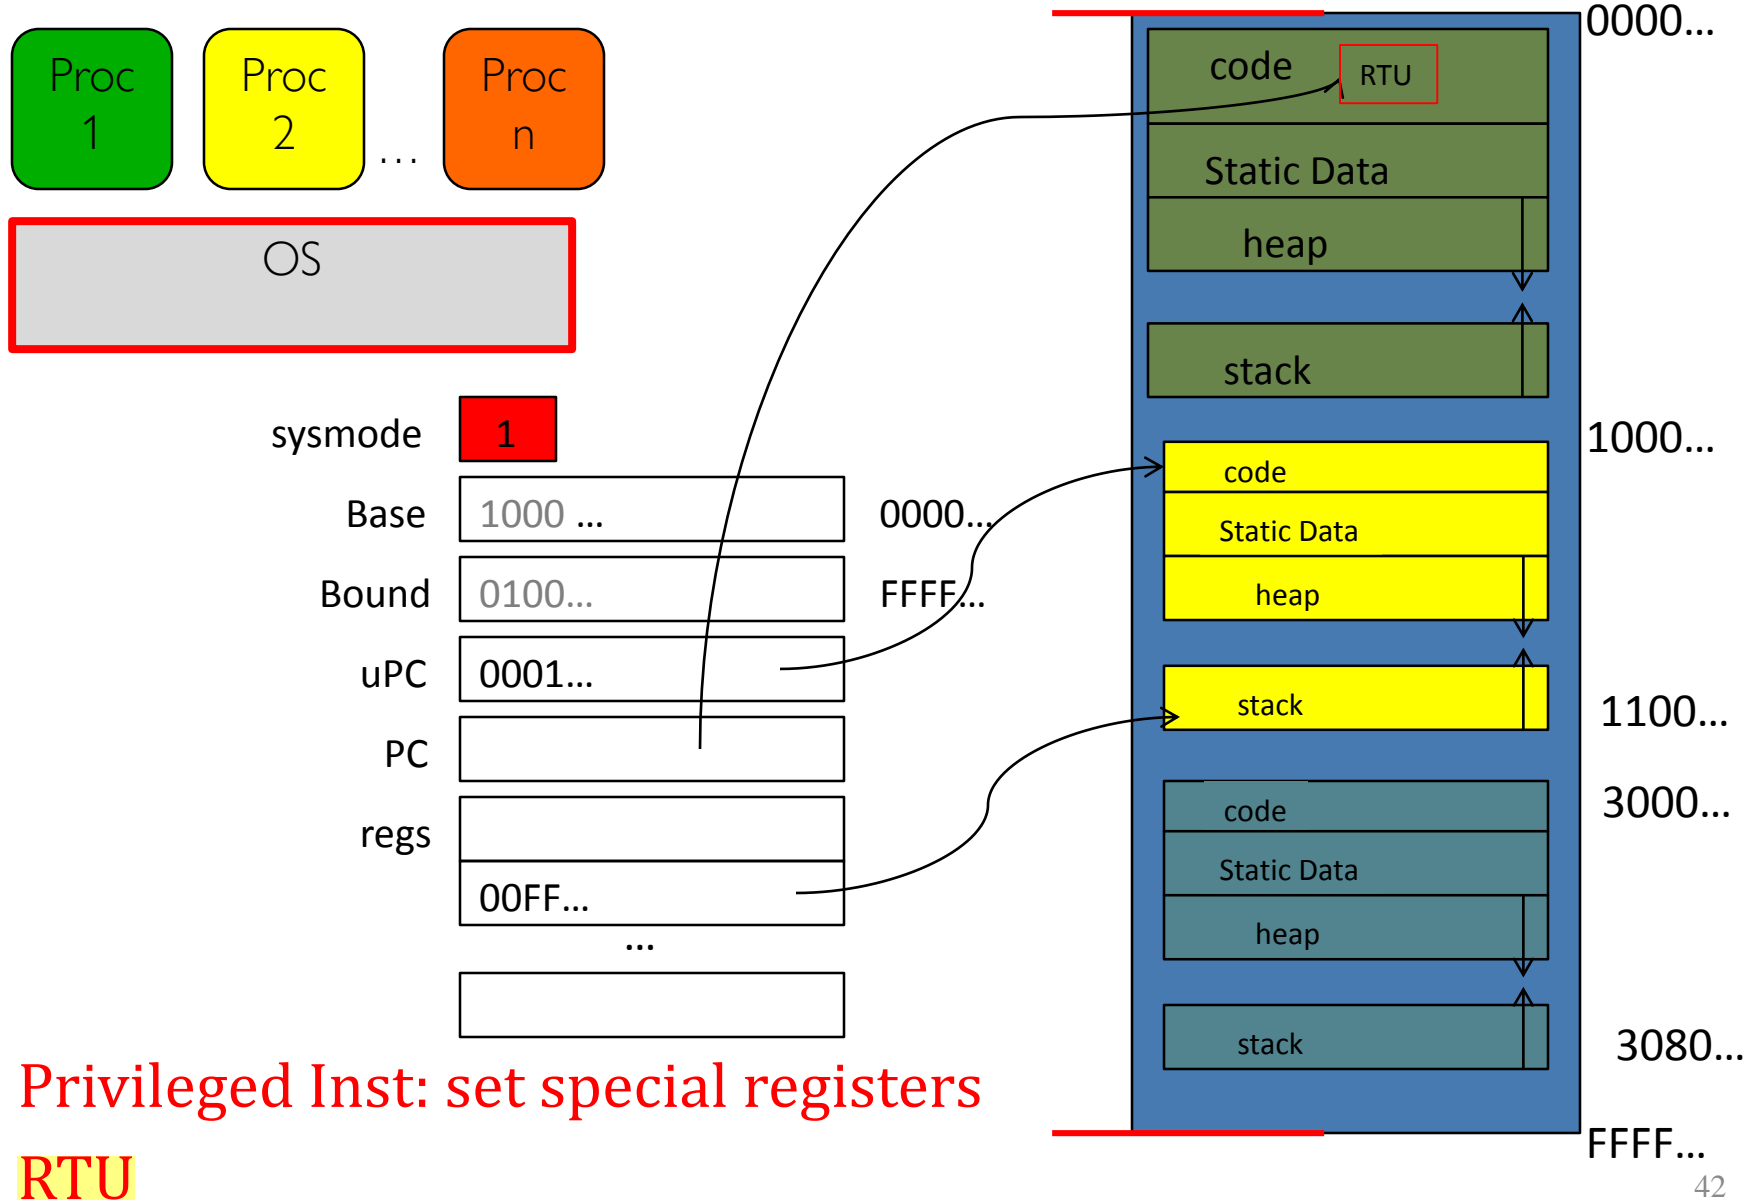 Proc
1
Proc
2
...
Proc
n
OS
sysmode 1
Base 1000 ... 0000...
Bound 0100... FFFF...
uPC 0001...
PC
regs
00FF...
...
0000...
code RTU
Static Data
heap
stack
1000...
code
Static Data
heap
stack
1100...
3000...
code
Static Data
heap
stack
3080...
FFFF...
Privileged Inst: set special registers
RTU
42